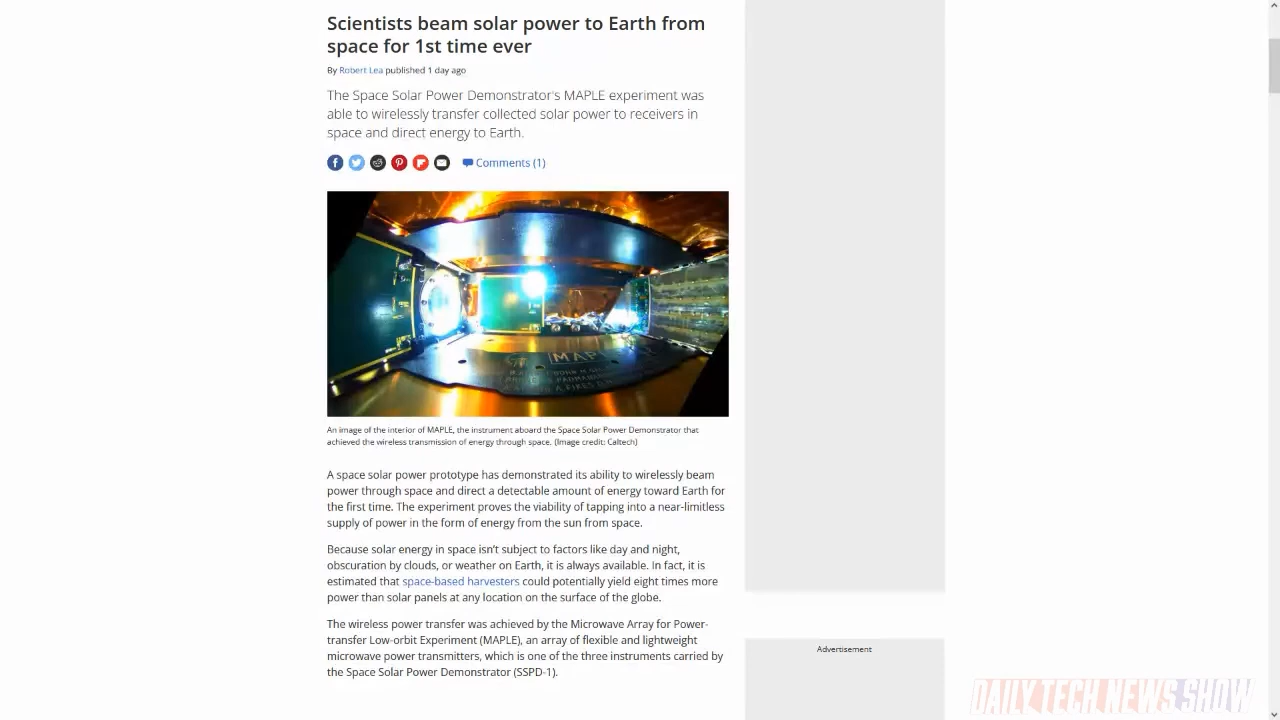 Scientists beam solar power to Earth from
space for 1st time ever
By Robert Lea published 1 day ago
The Space Solar Power Demonstrator's MAPLE experiment was
able to wirelessly transfer collected solar power to receivers in
space and direct energy to Earth.
Comments (1)
An image of the interior of MAPLE, the instrument aboard the Space Solar Power Demonstrator that
achieved the wireless transmission of energy through space. (Image credit: Caltech)
A space solar power prototype has demonstrated its ability to wirelessly beam
power through space and direct a detectable amount of energy toward Earth for
the first time. The experiment proves the viability of tapping into a near-limitless
supply of power in the form of energy from the sun from space.
Because solar energy in space isn't subject to factors like day and night,
obscuration by clouds, or weather on Earth, it is always available. In fact, it is
estimated that space-based harvesters could potentially yield eight times more
power than solar panels at any location on the surface of the globe.
The wireless power transfer was achieved by the Microwave Array for Power-
transfer Low-orbit Experiment (MAPLE), an array of flexible and lightweight
microwave power transmitters, which is one of the three instruments carried by
the Space Solar Power Demonstrator (SSPD-1).
Advertisement
DAILY TECH NEWS SHOW